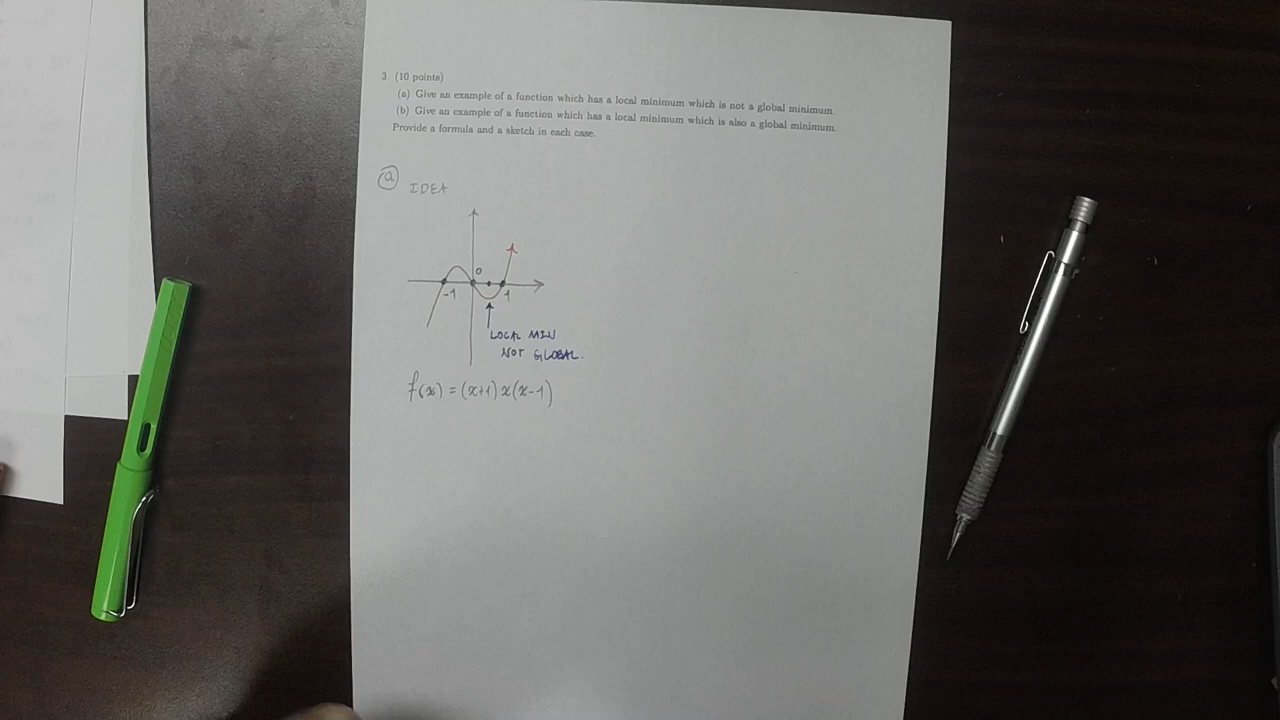 3. (10 points)
(a) Give an example of a function which has a local minimum which is not a global minimum.
(b) Give an example of a function which has a local minimum which is also a global minimum.
Provide a formula and a sketch in each case.
a IDEA
0
-1 1
LOCAL MIN
NOT GLOBAL.
f(x) = (x+1) x (x-1)